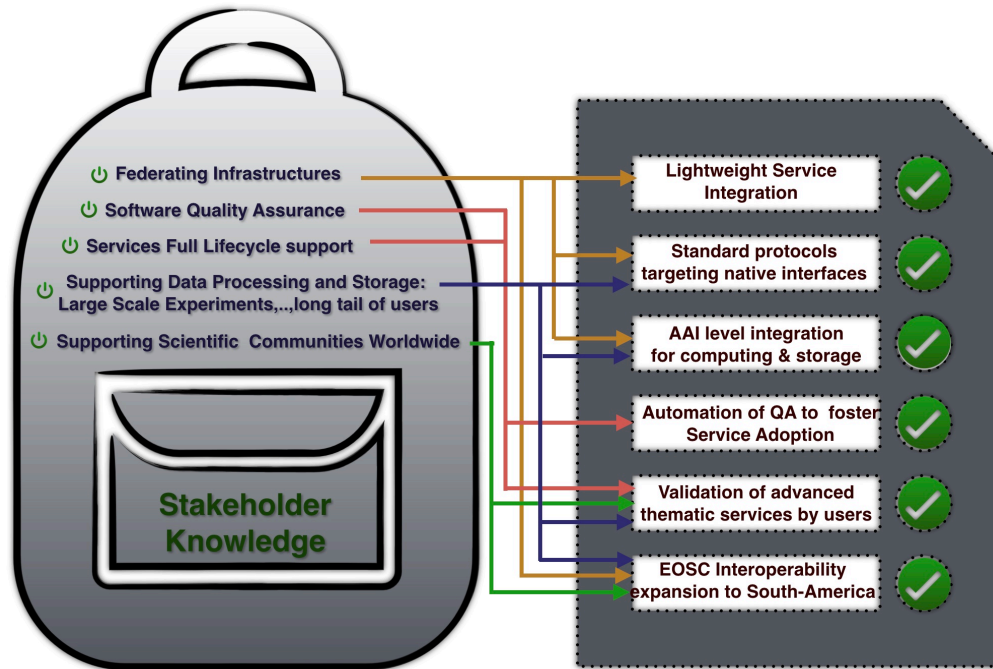 Federating Infrastructures
Software Quality Assurance
Services Full Lifecycle support
Supporting Data Processing and Storage:
Large Scale Experiments,..,long tail of users
Supporting Scientific Communities Worldwide
Stakeholder
Knowledge
Lightweight Service
Integration
Standard protocols
targeting native interfaces
AAI level integration
for computing & storage
Automation of QA to foster
Service Adoption
Validation of advanced
thematic services by users
EOSC Interoperability
expansion to South-America